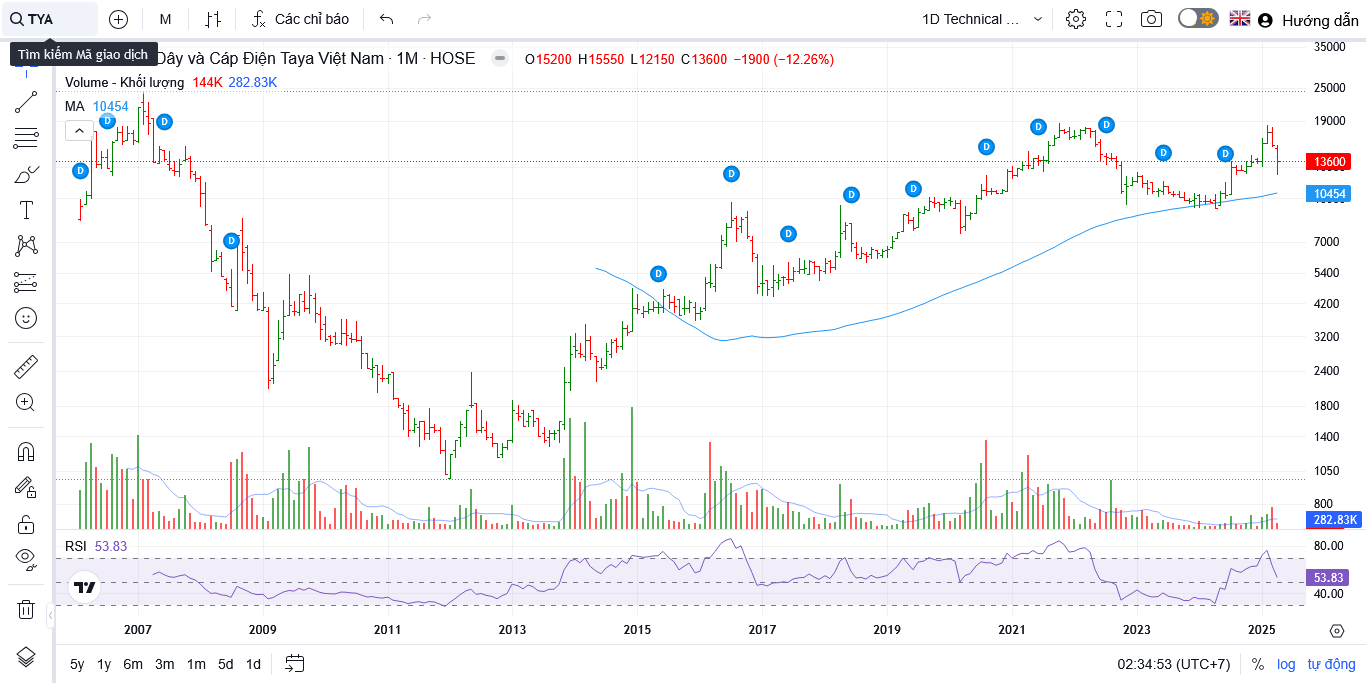 TYA
M
Các chỉ báo
1D Technical ...
Hướng dẫn
Tìm kiếm Mã giao dịch
Dây và Cáp Điện Taya Việt Nam · 1M · HOSE
O15200 H15550 L12150 C13600 −1900 (−12.26%)
Volume - Khối lượng 144K 282.83K
MA 10454
D D D D D D D D D D D D D D
35000
25000
19000
13600
10454
7000
5400
4200
3200
2400
1800
1400
1050
800
282.83K
RSI 53.83
80.00
53.83
40.00
2007 2009 2011 2013 2015 2017 2019 2021 2023 2025
5y 1y 6m 3m 1m 5d 1d
02:34:53 (UTC+7) % log tự động